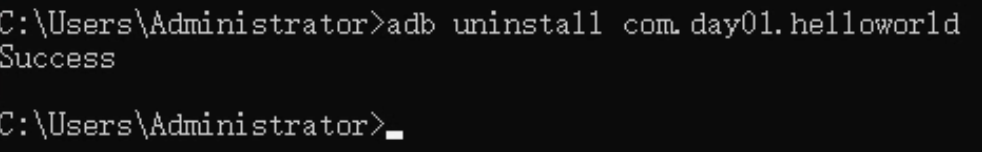 C:\Users\Administrator>adb uninstall com.day01.helloworld
Success
C:\Users\Administrator>